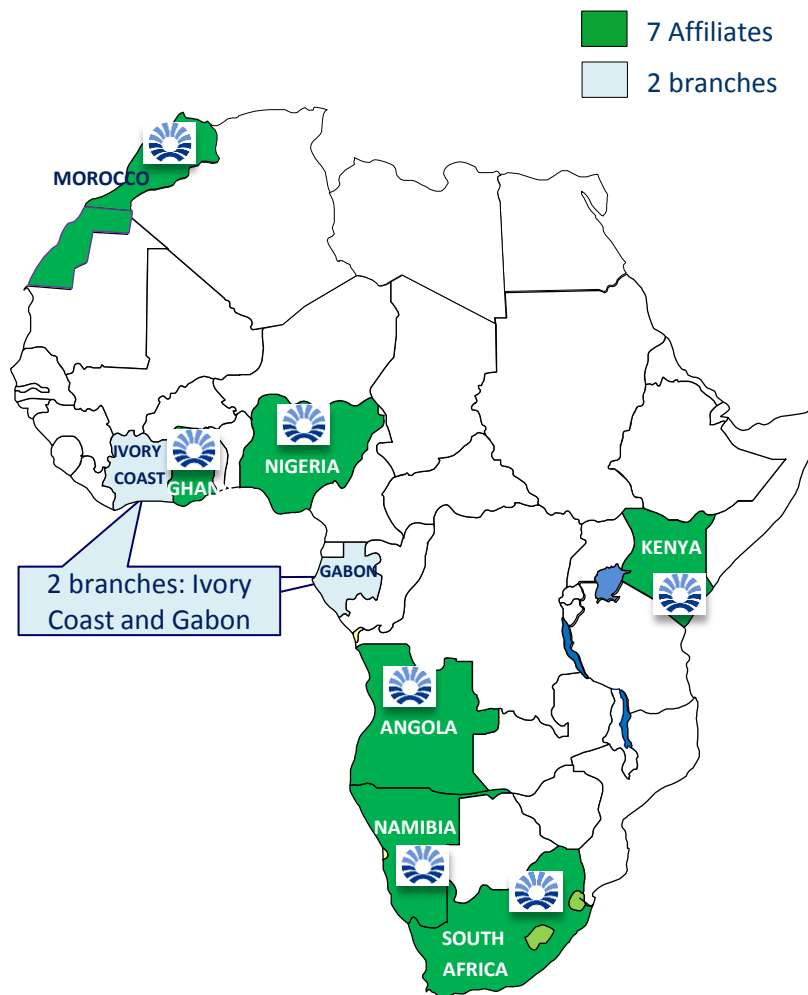 7 Affiliates
2 branches
MOROCCO
IVORY
COAST
GHAN
NIGERIA
KENYA
GABON
2 branches: Ivory
Coast and Gabon
ANGOLA
NAMIBIA
SOUTH
AFRICA